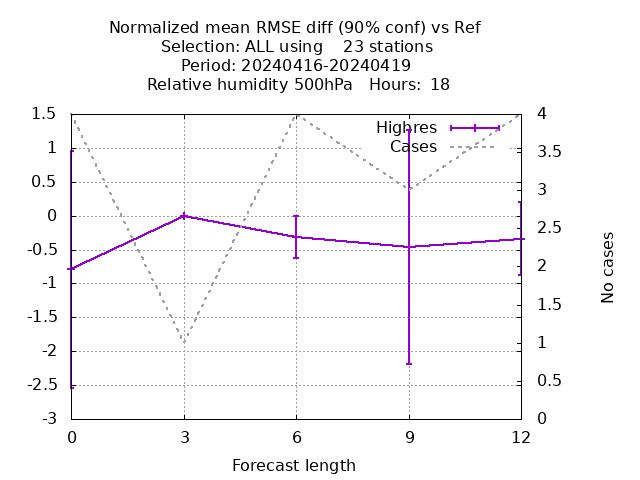 Normalized mean RMSE diff (90% conf) vs Ref
Selection: ALL using    23 stations
Period: 20240416-20240419
Relative humidity 500hPa   Hours: 18
Highres
Cases
1.5
1
0.5
0
-0.5
-1
-1.5
-2
-2.5
-3
4
3.5
3
2.5
2
1.5
1
0.5
0
No cases
0 3 6 9 12
Forecast length